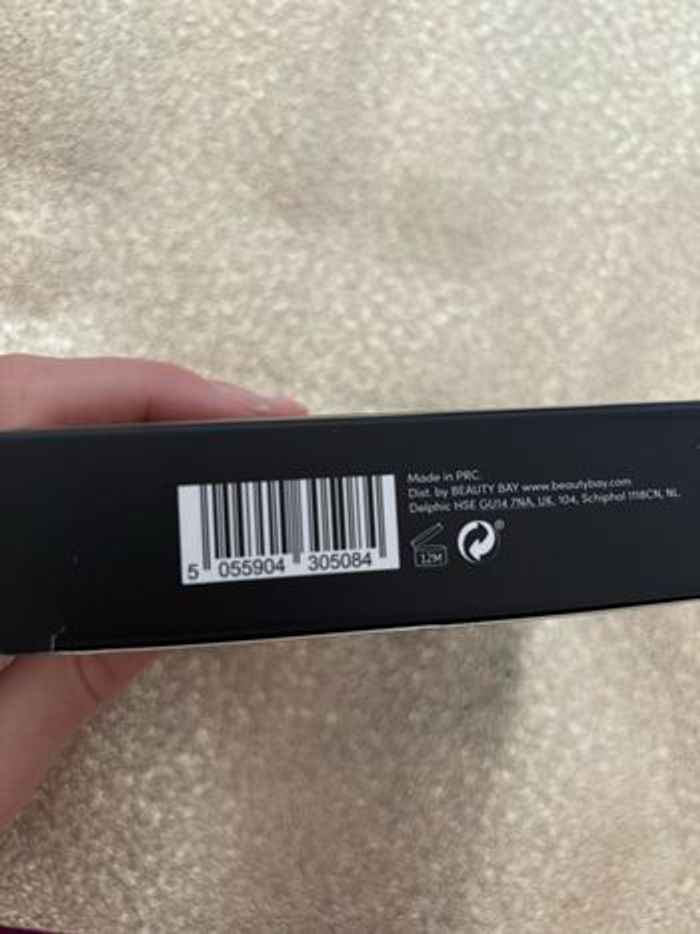 5 055904 305084
Made in PRC.
Dist. by BEAUTY BAY www.beautybay.com
Delphic HSE GU14 7NA, UK, 104, Schiphol 1118CN, NL
12M
®